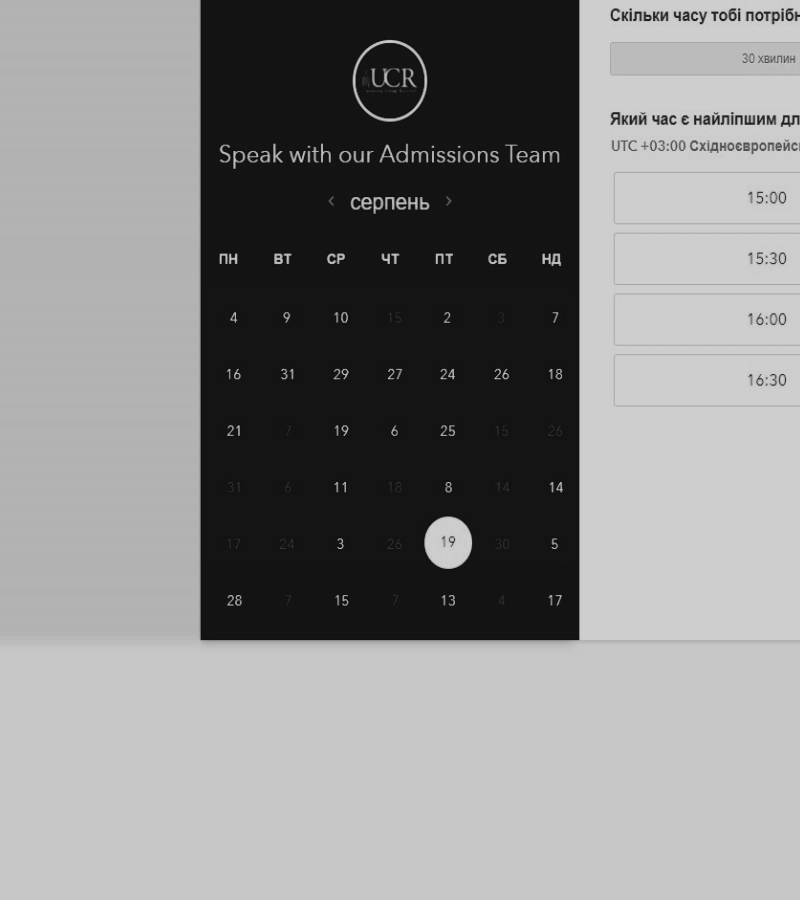 UCR
Speak with our Admissions Team
серпень
ПН ВТ СР ЧТ ПТ СБ НД
4 9 10 15 2 3 7
16 31 29 27 24 26 18
21 7 19 6 25 15 26
31 6 11 18 8 14 14
17 24 3 26 19 30 5
28 7 15 7 13 4 17
Скільки часу тобі потрібн
30 хвилин
Який час є найліпшим дл
UTC +03:00 Східноєвропейс
15:00
15:30
16:00
16:30